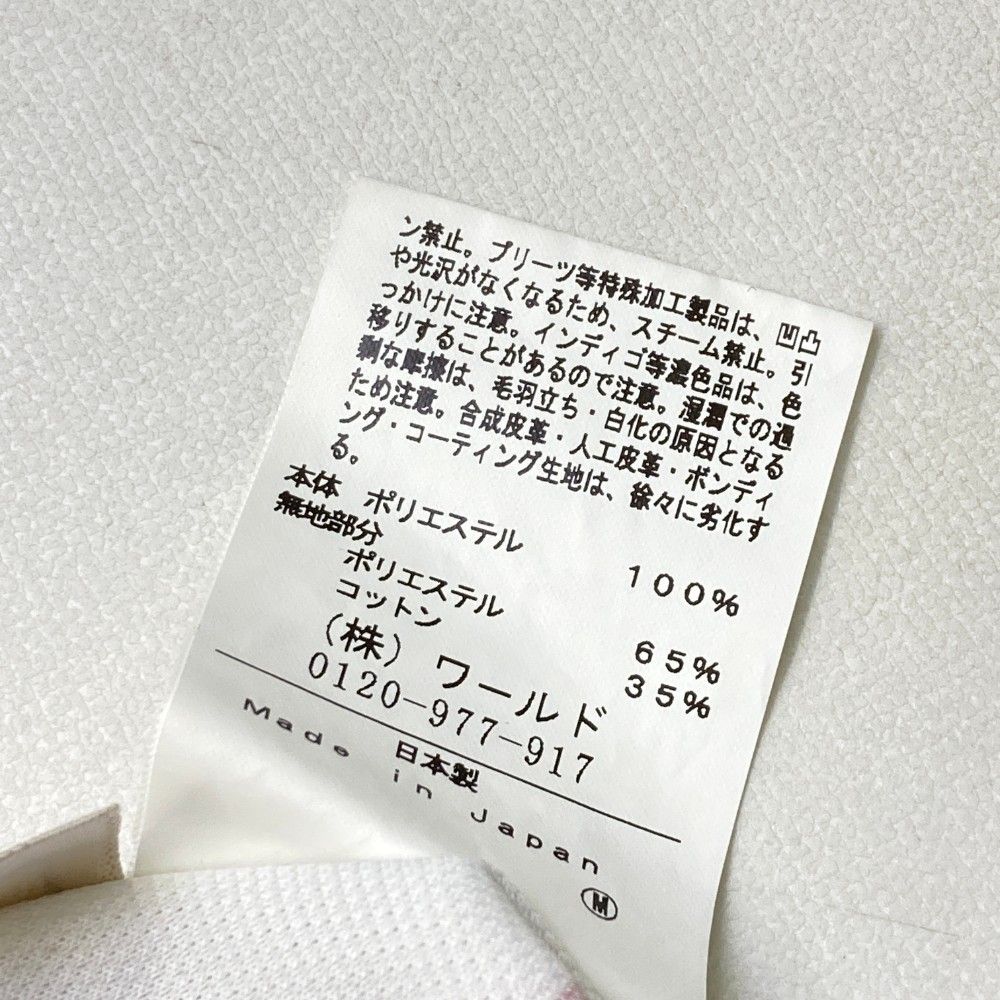 ン禁止。プリーツ等特殊加工製品は、凹凸
や光沢がなくなるため、スチーム禁止。引
っかけに注意。インディゴ等濃色品は、色
移りすることがあるので注意。湿潤での過
剰な摩擦は、毛羽立ち・白化の原因となる
ため注意。合成皮革・人工皮革・ボンディ
ング・コーティング生地は、徐々に劣化す
る。
本体 ポリエステル 100%
無地部分
ポリエステル 65%
コットン 35%
(株) ワールド
0120-977-917
日本製
Made in Japan
M